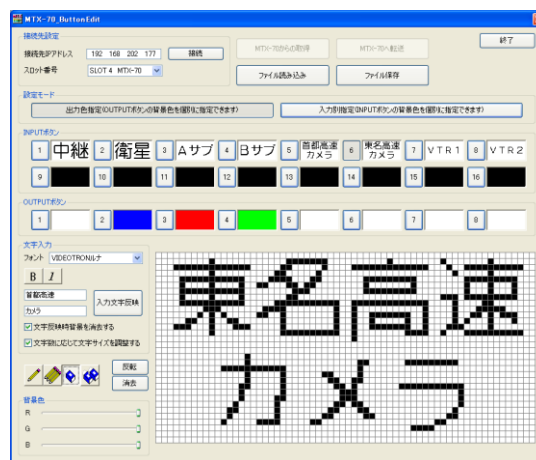 MTX-70_ButtonEdit
接続先設定
接続先IPアドレス 192 168 202 177 接続
スロット番号 SLOT 4 MTX-70
MTX-70からの取得 MTX-70へ転送 終了
ファイル読み込み ファイル保存
設定モード
出力色指定(OUTPUTボタンの背景色を個別に指定できます) 入力別指定(INPUTボタンの背景色を個別に指定できます)
INPUTボタン
1 中継 2 衛星 3 Aサブ 4 Bサブ 5 首都高速 カメラ 6 東名高速 カメラ 7 VTR1 8 VTR2
9 10 11 12 13 14 15 16
OUTPUTボタン
1 2 3 4 5 6 7 8
文字入力
フォント VIDEOTRONルナ
B I
首都高速
カメラ
入力文字反映
文字反映時背景を消去する
文字数に応じて文字サイズを調整する
反転
消去
背景色
R
G
B
東名高速
カメラ